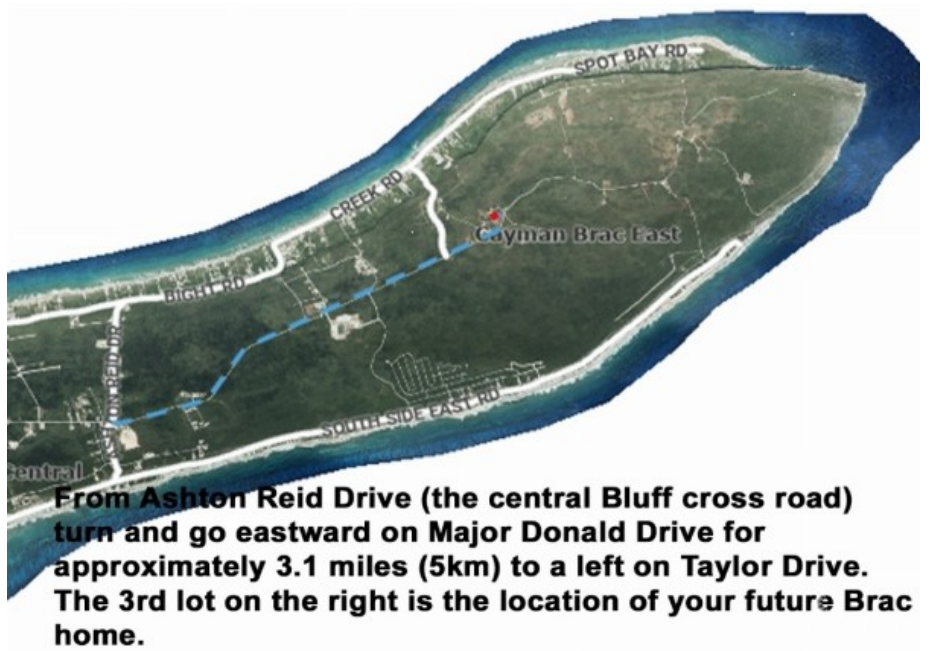 SPOT BAY RD
CREEK RD
Cayman Brac East
BIGHT RD
ASHTON REID DR
SOUTH SIDE EAST RD
entral
From Ashton Reid Drive (the central Bluff cross road)
turn and go eastward on Major Donald Drive for
approximately 3.1 miles (5km) to a left on Taylor Drive.
The 3rd lot on the right is the location of your future Brac
home.